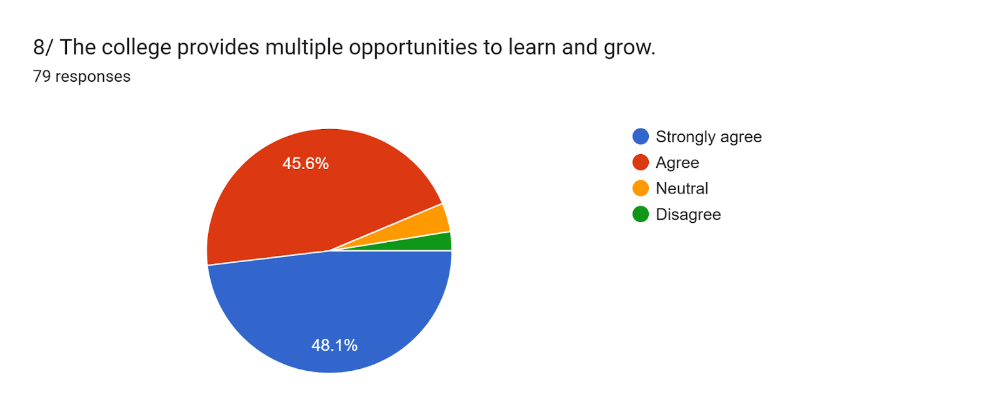 8/ The college provides multiple opportunities to learn and grow.
79 responses
Strongly agree
Agree
Neutral
Disagree
45.6%
48.1%